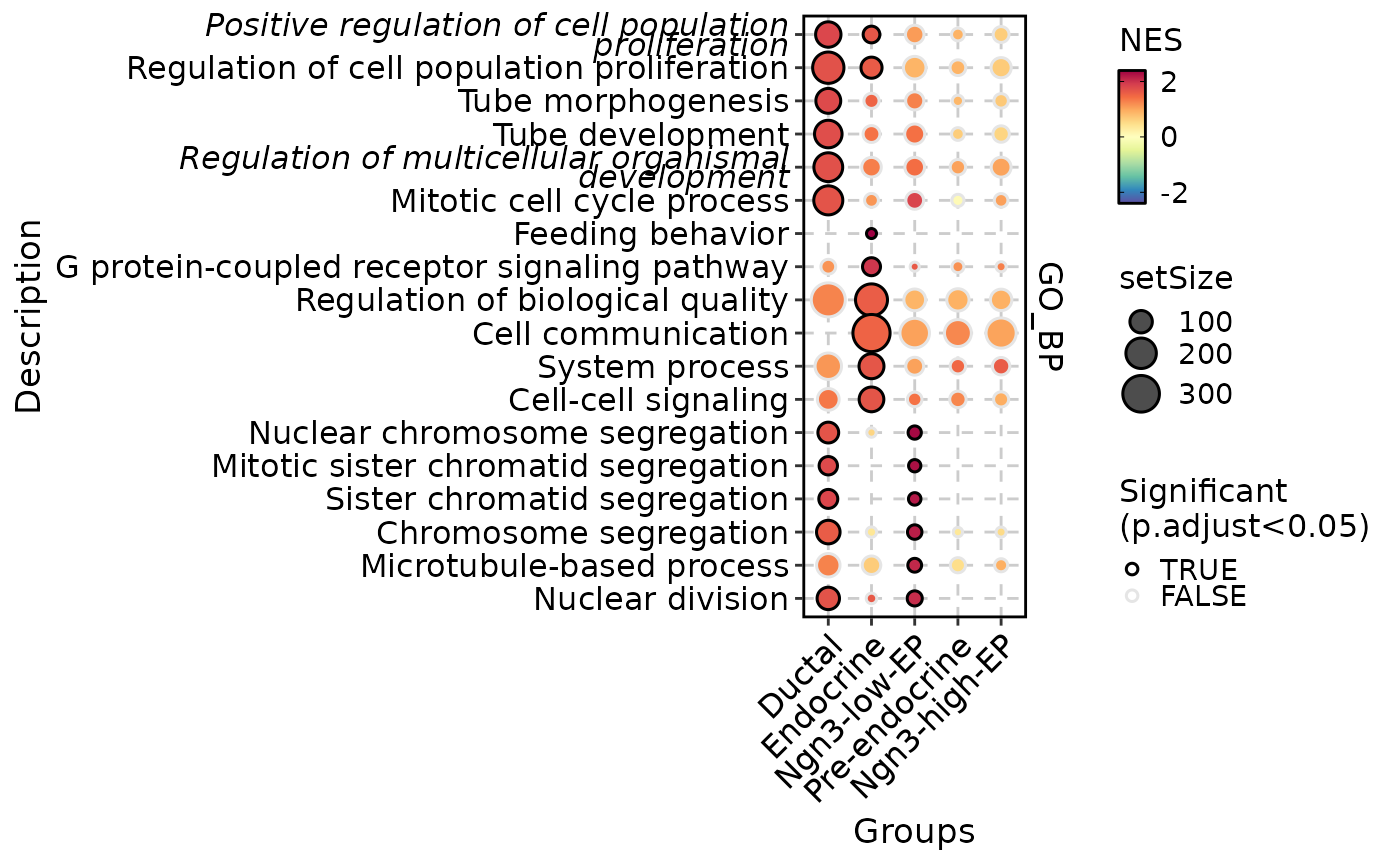 Positive regulation of cell population
proliferation
Regulation of cell population proliferation
Tube morphogenesis
Tube development
Regulation of multicellular organismal
development
Mitotic cell cycle process
Feeding behavior
G protein-coupled receptor signaling pathway
Regulation of biological quality
Cell communication
System process
Cell-cell signaling
Nuclear chromosome segregation
Mitotic sister chromatid segregation
Sister chromatid segregation
Chromosome segregation
Microtubule-based process
Nuclear division
Description
Ductal
Endocrine
Ngn3-low-EP
Pre-endocrine
Ngn3-high-EP
Groups
GO_BP
NES
2
0
-2
setSize
100
200
300
Significant
(p.adjust<0.05)
TRUE
FALSE